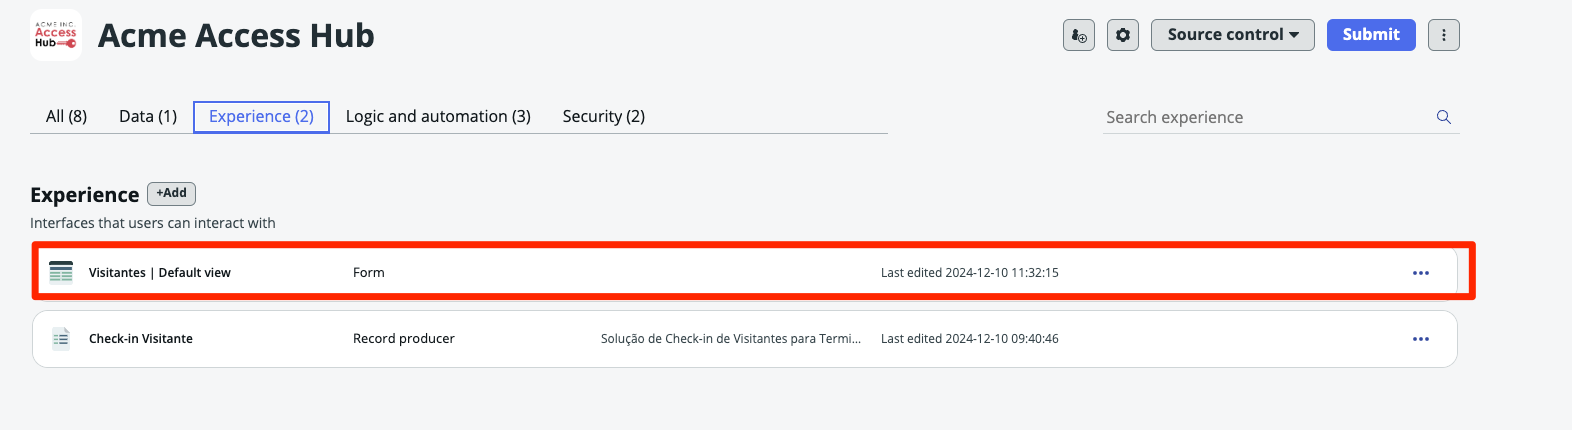 ACME INC.
Access
Hub
Acme Access Hub
Source control
Submit
All (8)
Data (1)
Experience (2)
Logic and automation (3)
Security (2)
Search experience
Experience
+Add
Interfaces that users can interact with
Visitantes | Default view
Form
Last edited 2024-12-10 11:32:15
Check-in Visitante
Record producer
Solução de Check-in de Visitantes para Termi...
Last edited 2024-12-10 09:40:46